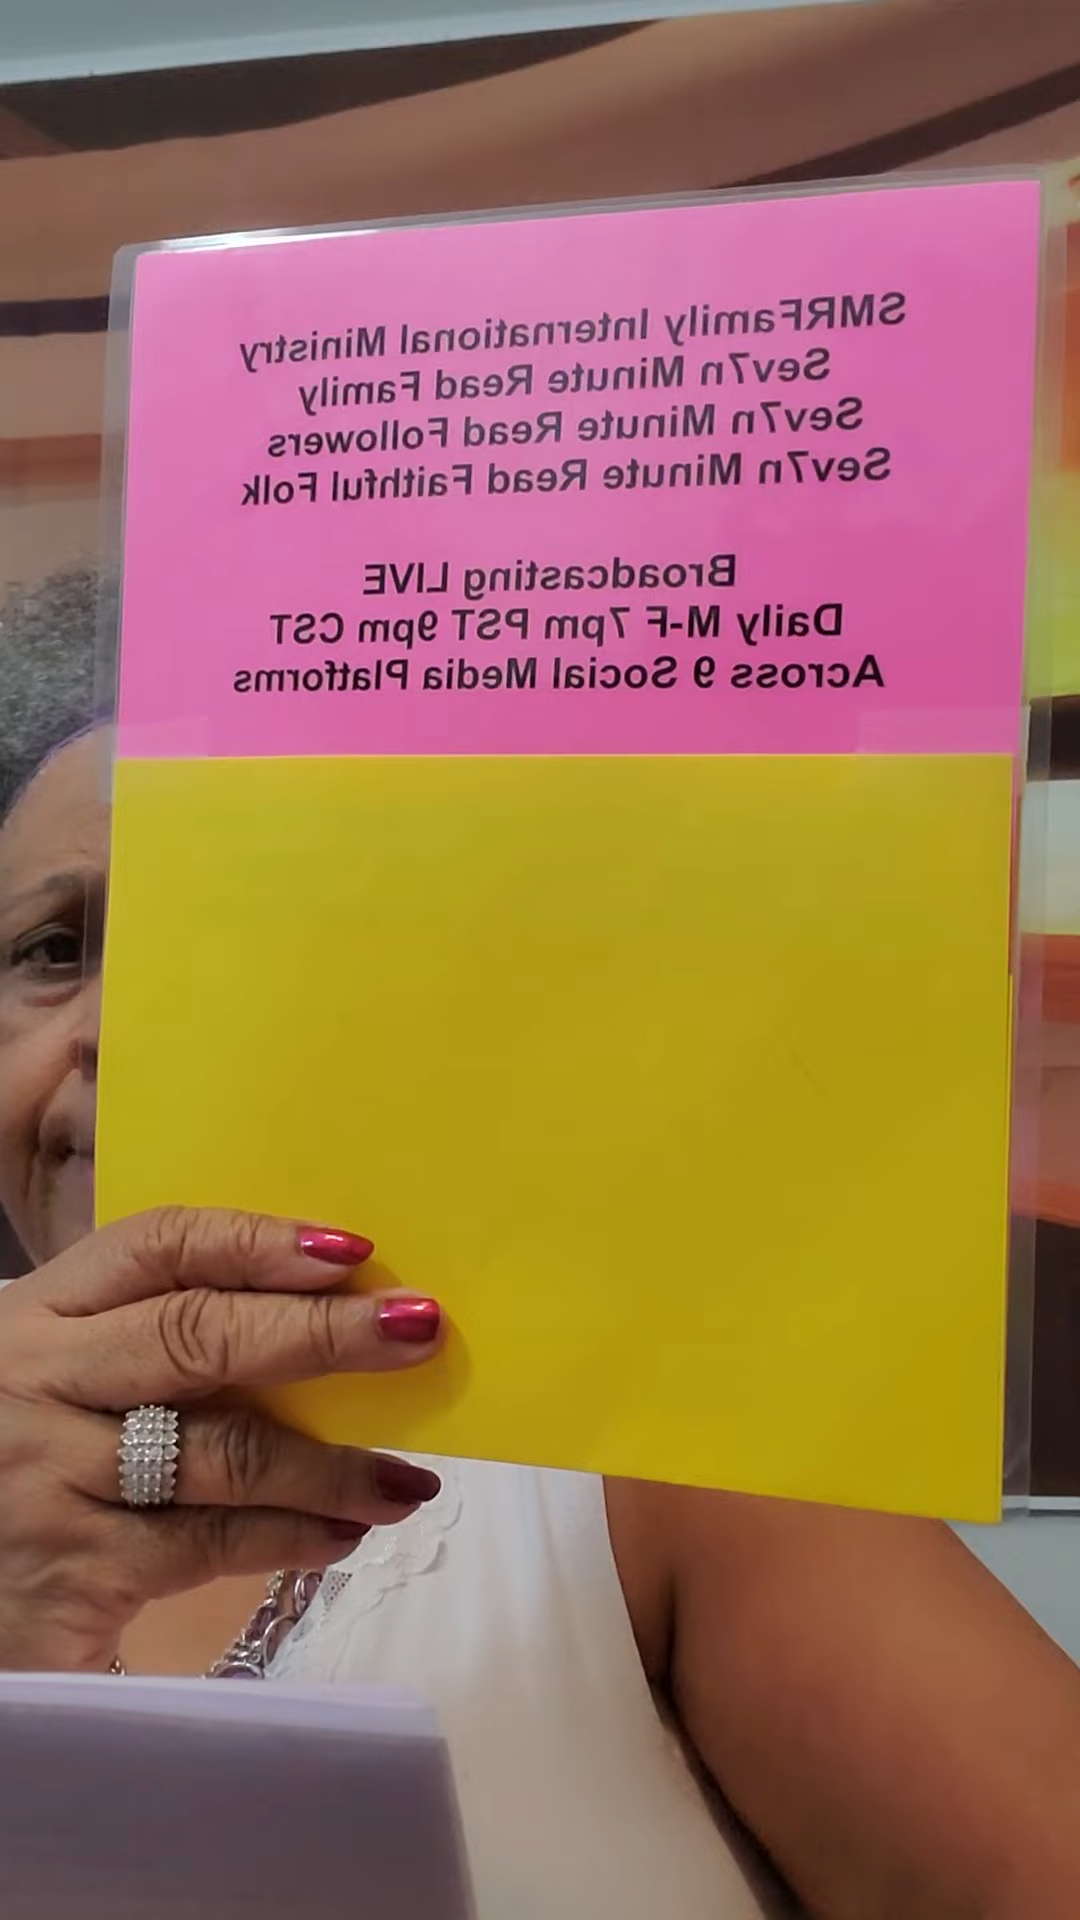 SMRFamily International Ministry
Sev7n Minute Read Family
Sev7n Minute Read Followers
Sev7n Minute Read Faithful Folk
Broadcasting LIVE
Daily M-F 7pm PST 9pm CST
Across 9 Social Media Platforms